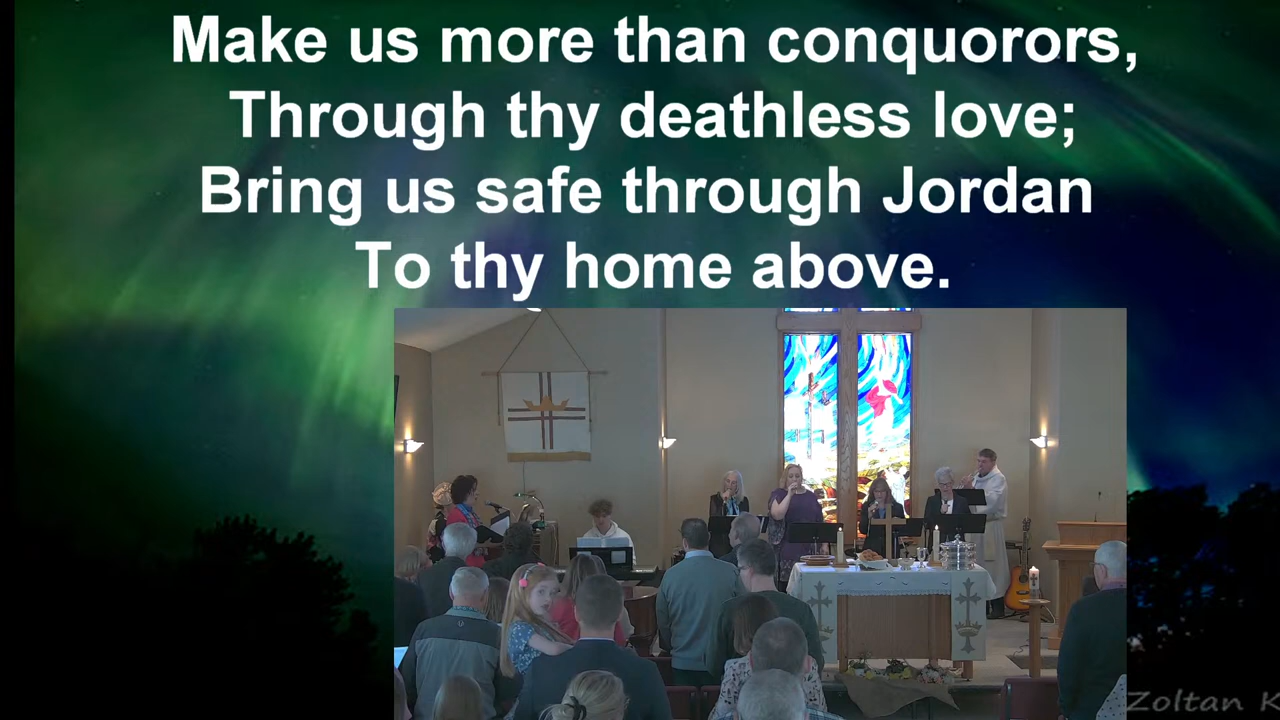 Make us more than conquorors,
Through thy deathless love;
Bring us safe through Jordan
To thy home above.
Zoltan K